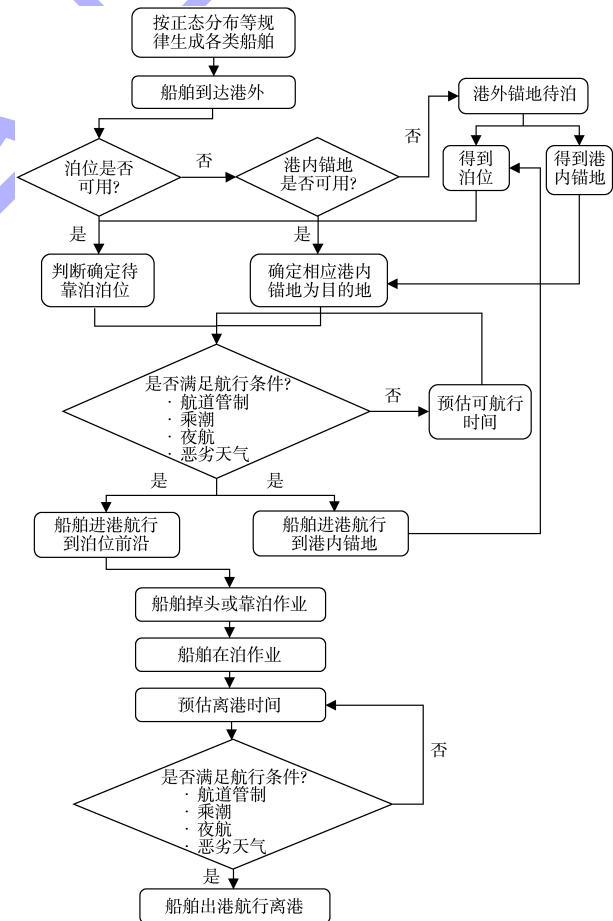 按正态分布等规
律生成各类船舶
船舶到达港外
港外锚地待泊
否
泊位是否
可用?
否
港内锚地
是否可用?
得到
泊位
得到港
内锚地
是
是
判断确定待
靠泊泊位
确定相应港内
锚地为目的地
是否满足航行条件?
· 航道管制
· 乘潮
· 夜航
· 恶劣天气
否
预估可航行
时间
是
是
船舶进港航行
到泊位前沿
船舶进港航行
到港内锚地
船舶掉头或靠泊作业
船舶在泊作业
预估离港时间
否
是否满足航行条件?
· 航道管制
· 乘潮
· 夜航
· 恶劣天气
是
船舶出港航行离港